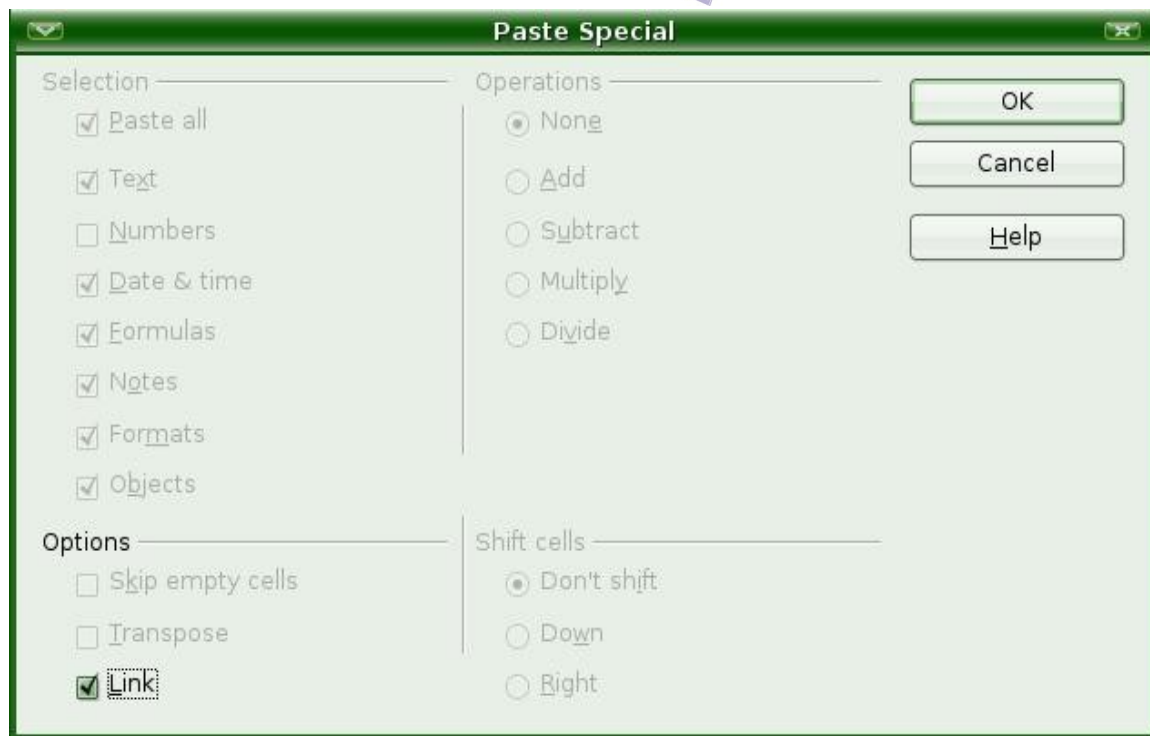 Paste Special
Selection
Paste all
Text
Numbers
Date & time
Formulas
Notes
Formats
Objects
Operations
None
Add
Subtract
Multiply
Divide
OK
Cancel
Help
Options
Skip empty cells
Transpose
Link
Shift cells
Don't shift
Down
Right